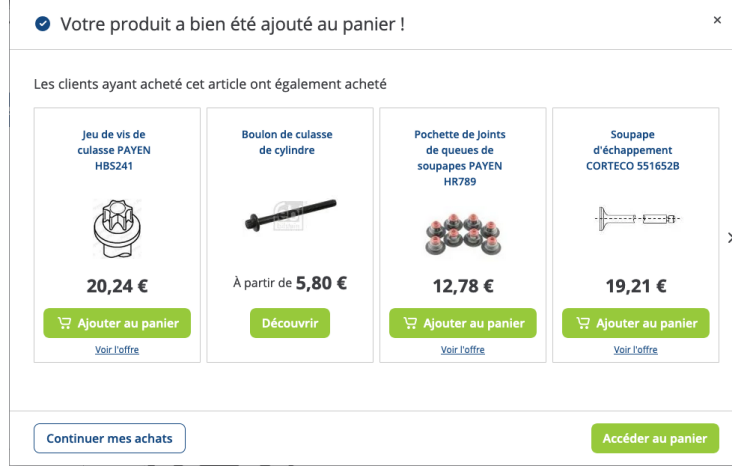 Votre produit a bien été ajouté au panier !
Les clients ayant acheté cet article ont également acheté
Jeu de vis de
culasse PAYEN
HBS241
20,24 €
Ajouter au panier
Voir l'offre
Boulon de culasse
de cylindre
À partir de 5,80 €
Découvrir
Pochette de Joints
de queues de
soupapes PAYEN
HR789
12,78 €
Ajouter au panier
Voir l'offre
Soupape
d'échappement
CORTECO 551652B
19,21 €
Ajouter au panier
Voir l'offre
Continuer mes achats
Accéder au panier